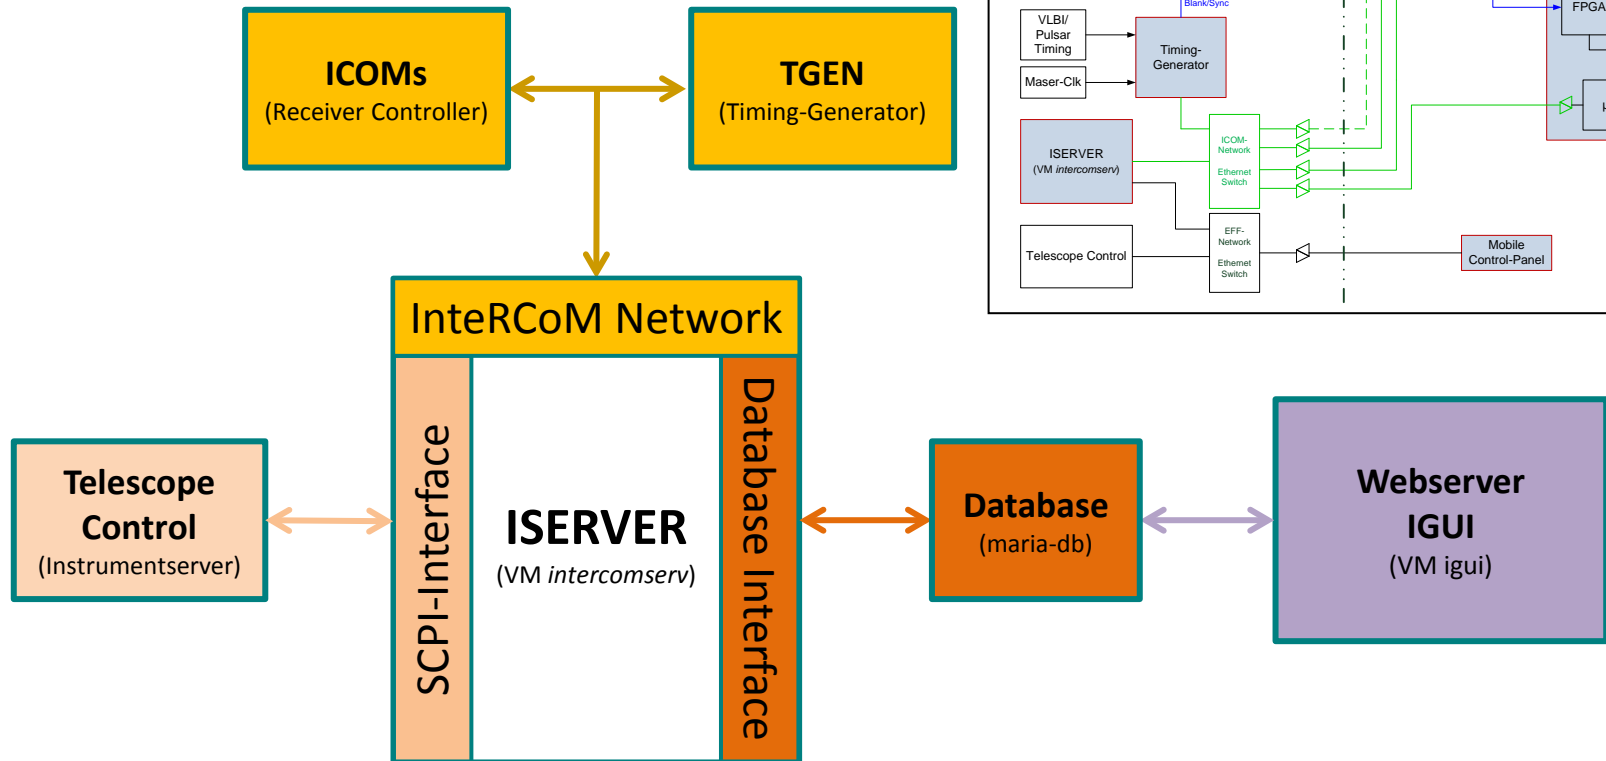 ICOMs
(Receiver Controller)
TGEN
(Timing-Generator)
InteRCoM Network
SCPI-Interface
ISERVER
(VM intercomserv)
Database Interface
Telescope
Control
(Instrumentserver)
Database
(maria-db)
Webserver
IGUI
(VM igui)
Blank/Sync
VLBI/
Pulsar
Timing
Maser-Clk
Timing-
Generator
FPGA
ISERVER
(VM intercomserv)
ICOM-
Network
Ethernet
Switch
Telescope Control
EFF-
Network
Ethernet
Switch
Mobile
Control-Panel